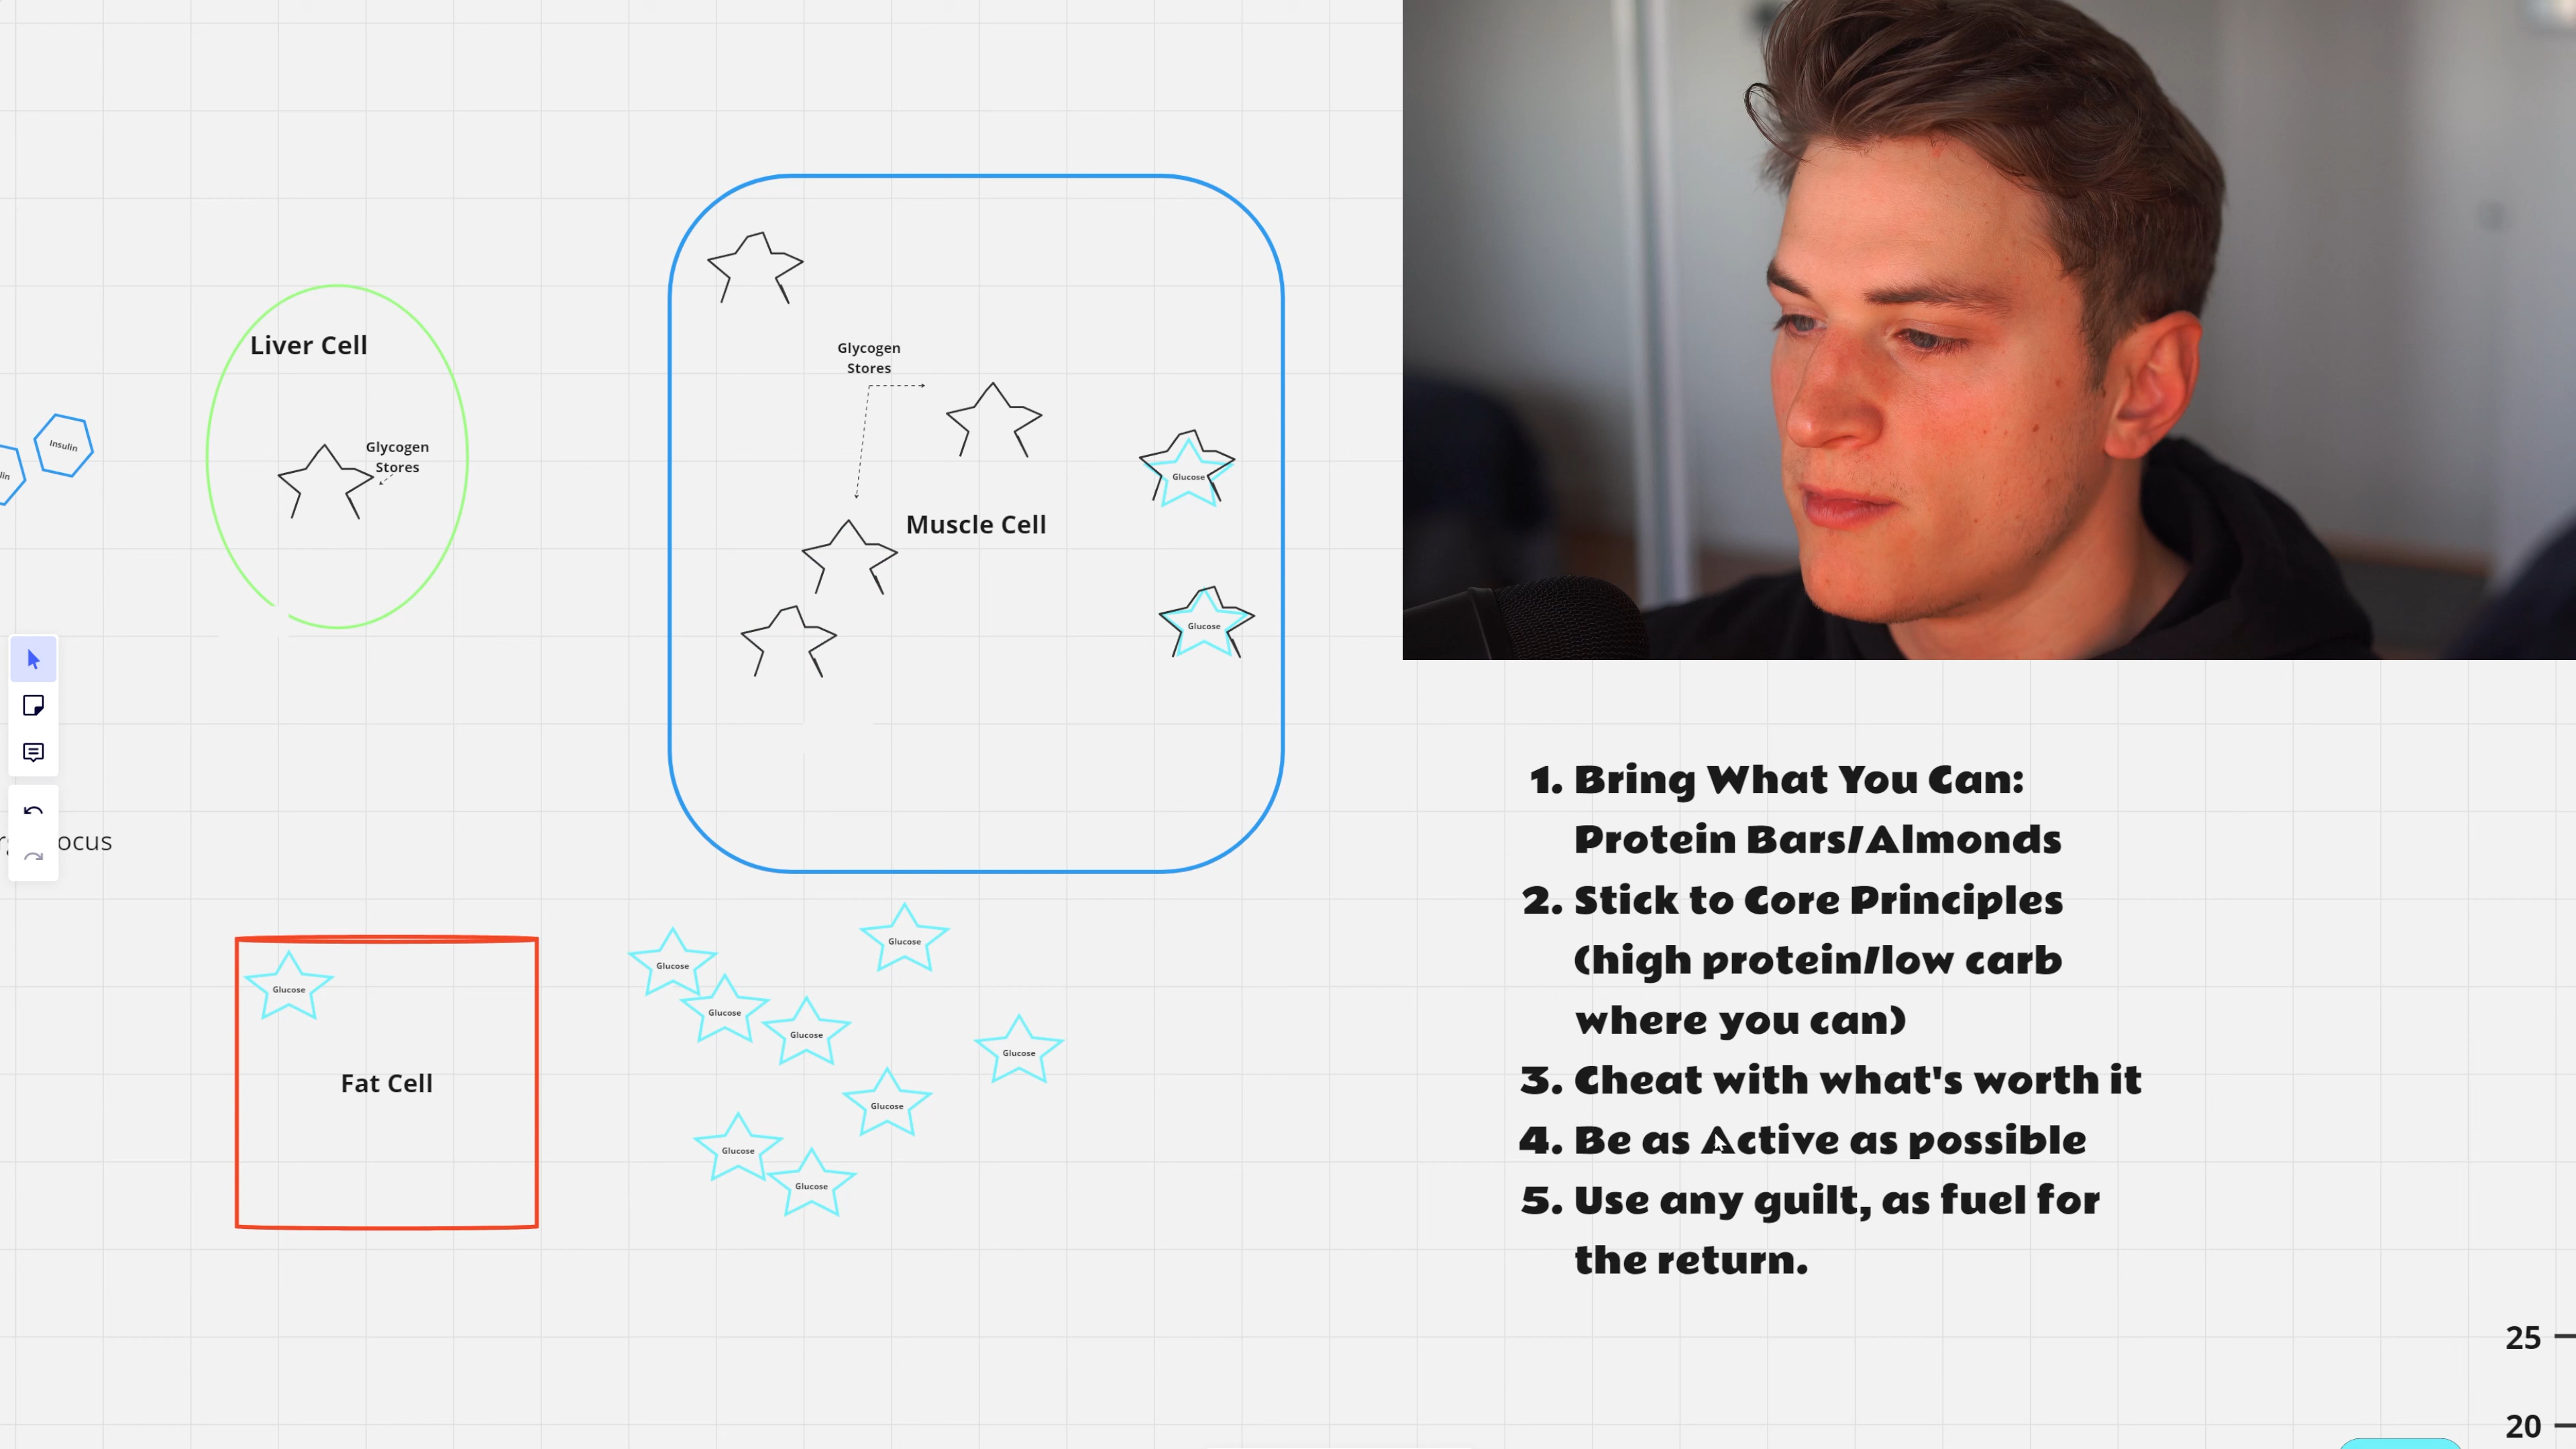 Liver Cell
Glycogen
Stores
Insulin
lin
Glycogen
Stores
Muscle Cell
Glucose
Glucose
ocus
Fat Cell
Glucose
Glucose
Glucose
Glucose
Glucose
Glucose
Glucose
Glucose
Glucose
1. Bring What You Can:
Protein Bars/Almonds
2. Stick to Core Principles
(high protein/low carb
where you can)
3. Cheat with what's worth it
4. Be as Active as possible
5. Use any guilt, as fuel for
the return.
25
20